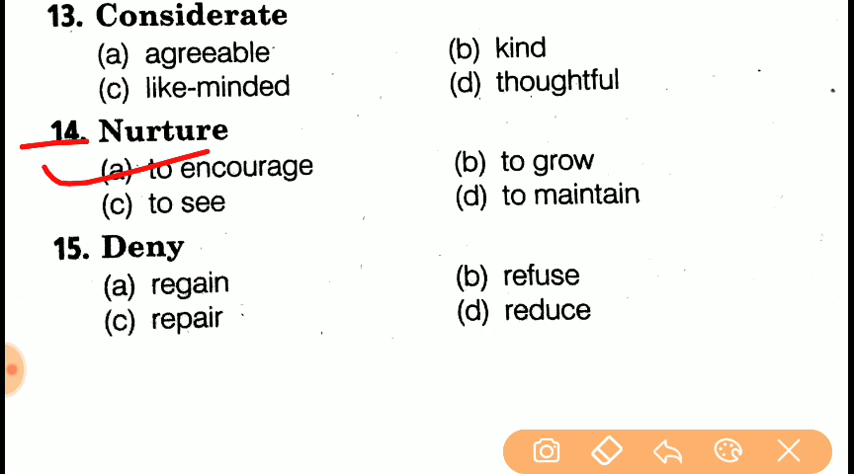 13. Considerate
(a) agreeable (b) kind
(c) like-minded (d) thoughtful
14. Nurture
(a) to encourage (b) to grow
(c) to see (d) to maintain
15. Deny
(a) regain (b) refuse
(c) repair (d) reduce